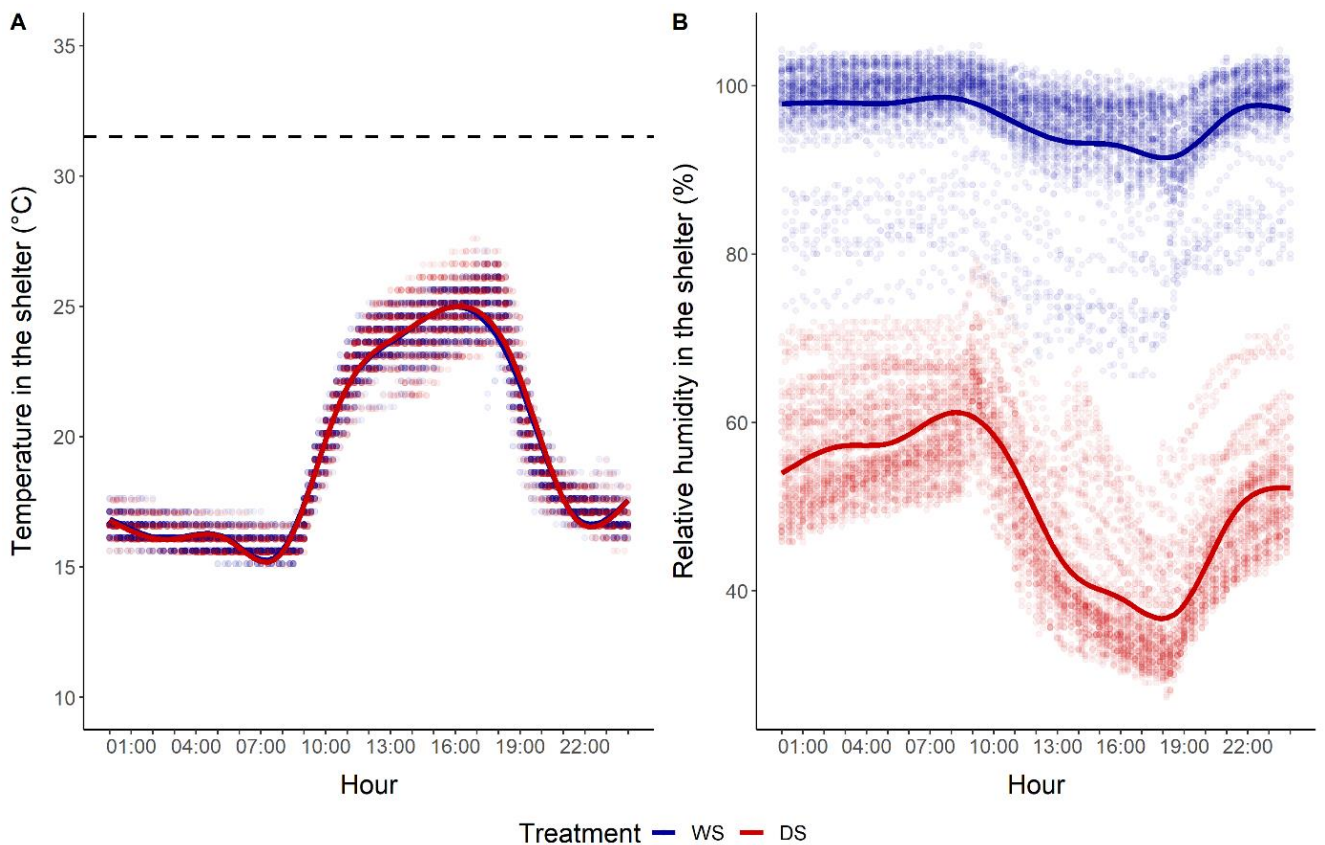 A
Temperature in the shelter (°C)
35
30
25
20
15
10
01:00 04:00 07:00 10:00 13:00 16:00 19:00 22:00
Hour
B
Relative humidity in the shelter (%)
100
80
60
40
01:00 04:00 07:00 10:00 13:00 16:00 19:00 22:00
Hour
Treatment WS DS